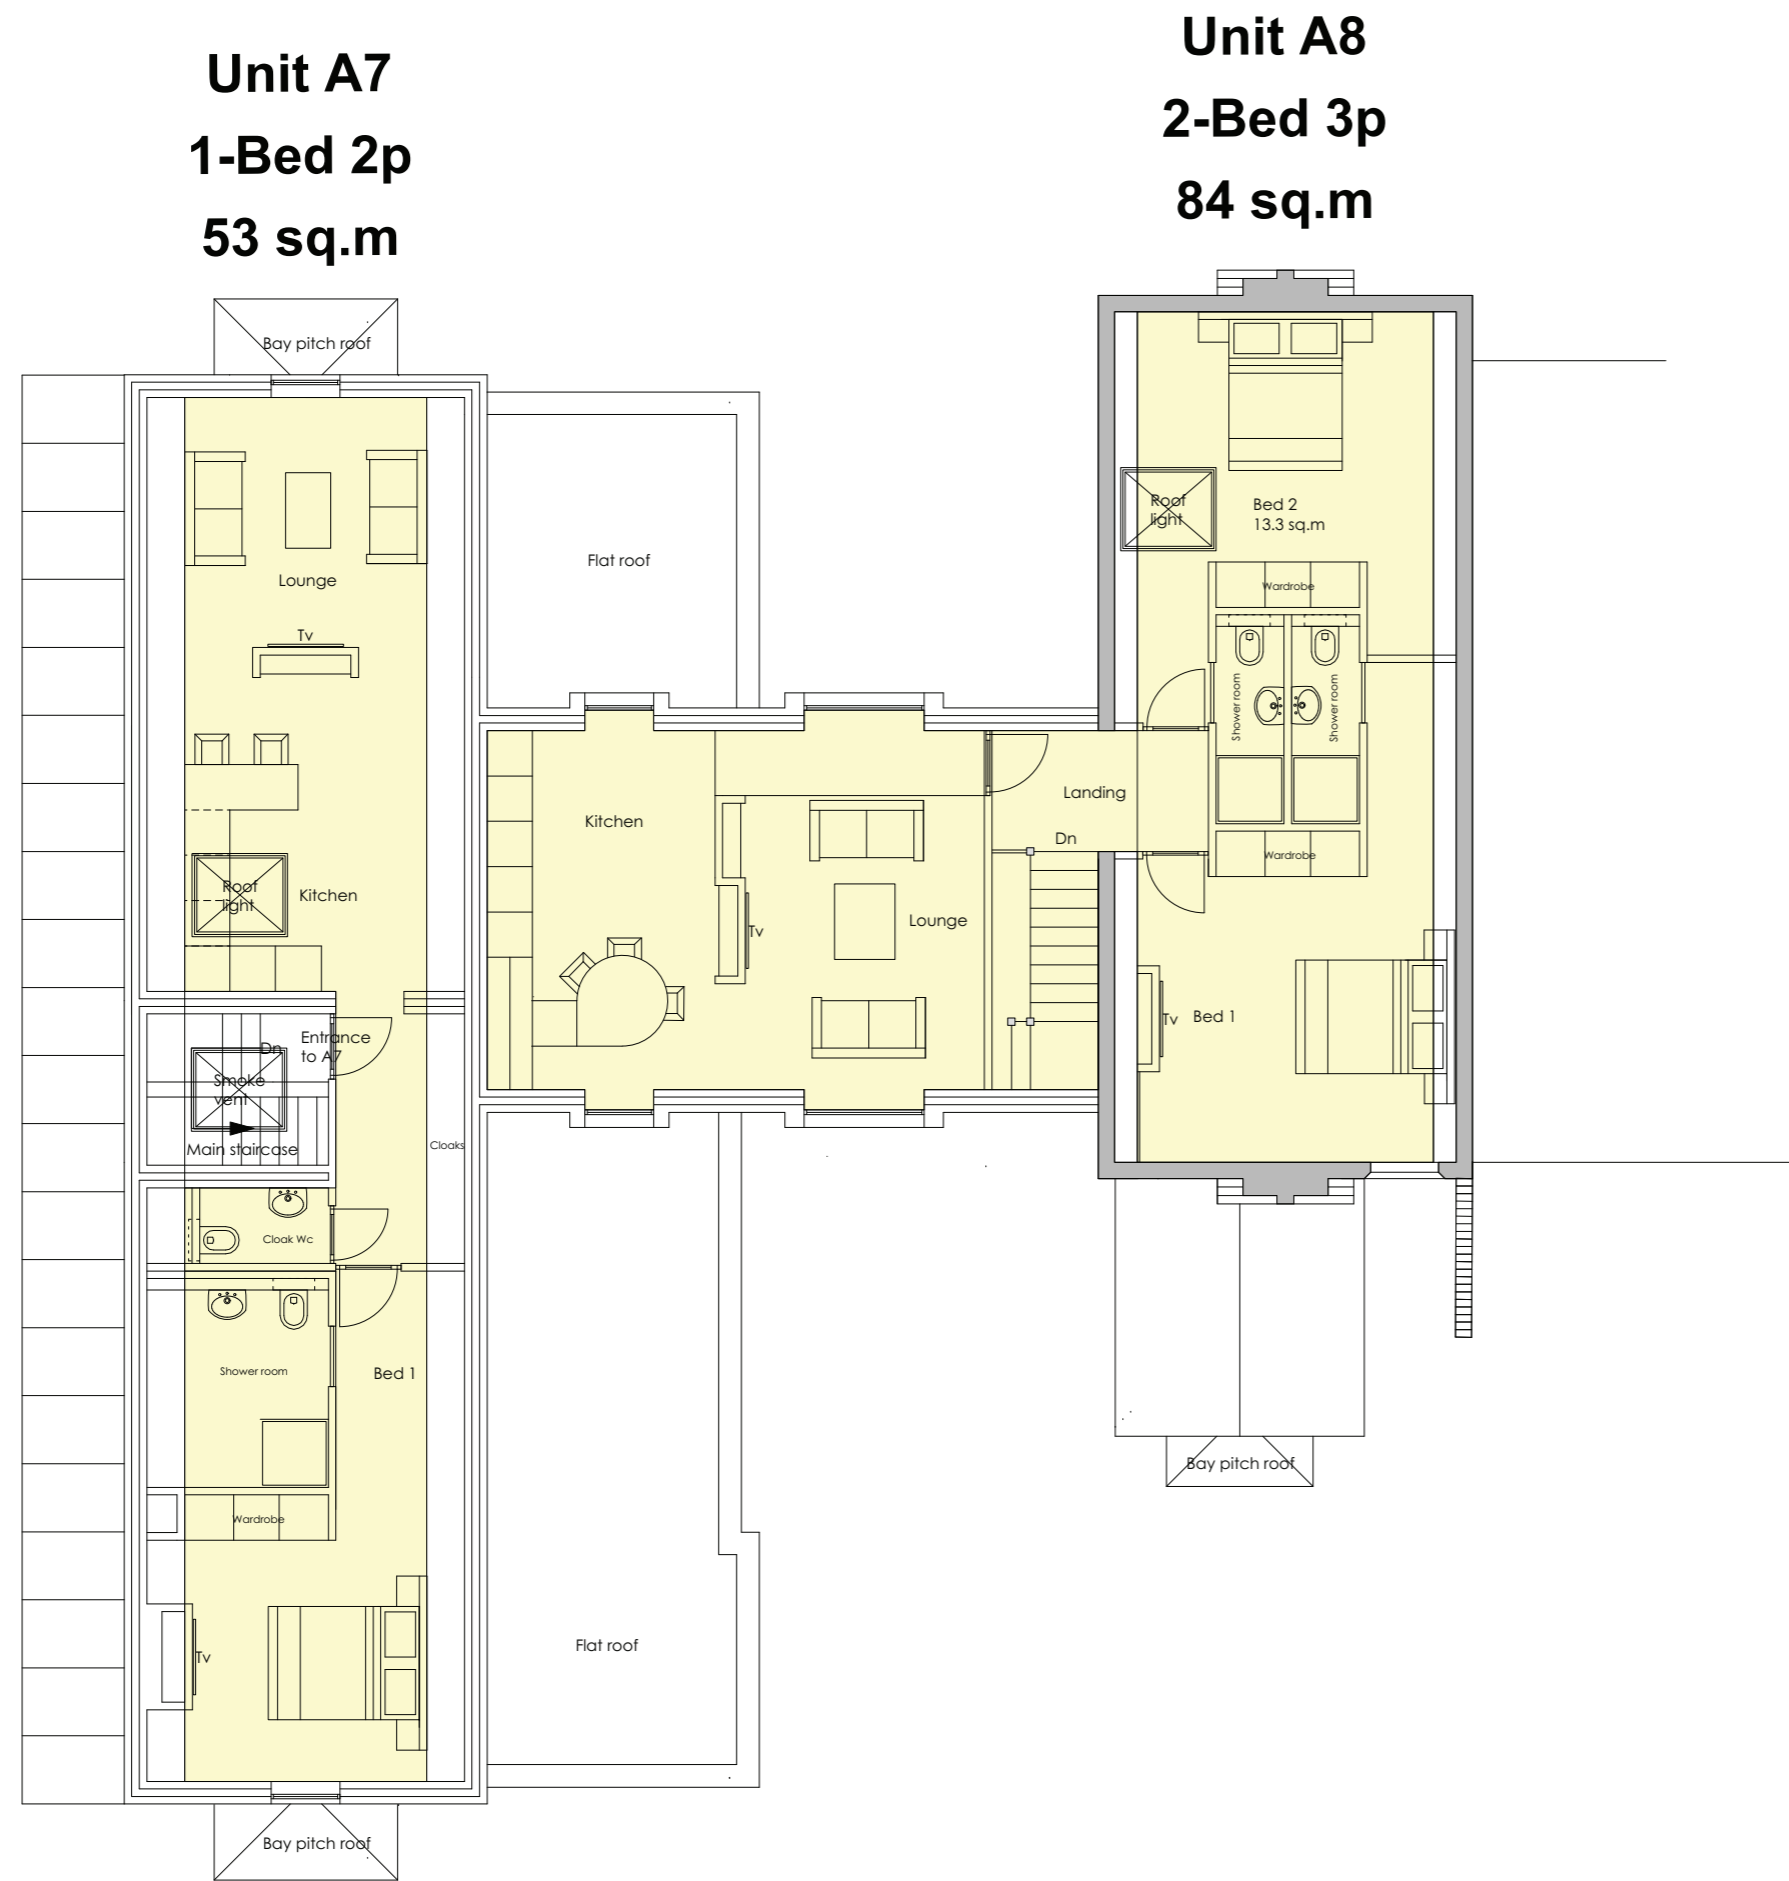 Unit A7
1-Bed 2p
53 sq.m
Unit A8
2-Bed 3p
84 sq.m
Bay pitch roof
Lounge
Tv
Roof
light
Kitchen
Entrance
to A7
Dn
Smoke
vent
Main staircase
Cloaks
Cloak Wc
Shower room
Bed 1
Wardrobe
Tv
Bay pitch roof
Flat roof
Kitchen
Tv
Lounge
Landing
Dn
Flat roof
Roof
light
Bed 2
13.3 sq.m
Wardrobe
Shower room
Shower room
Wardrobe
Tv
Bed 1
Bay pitch roof